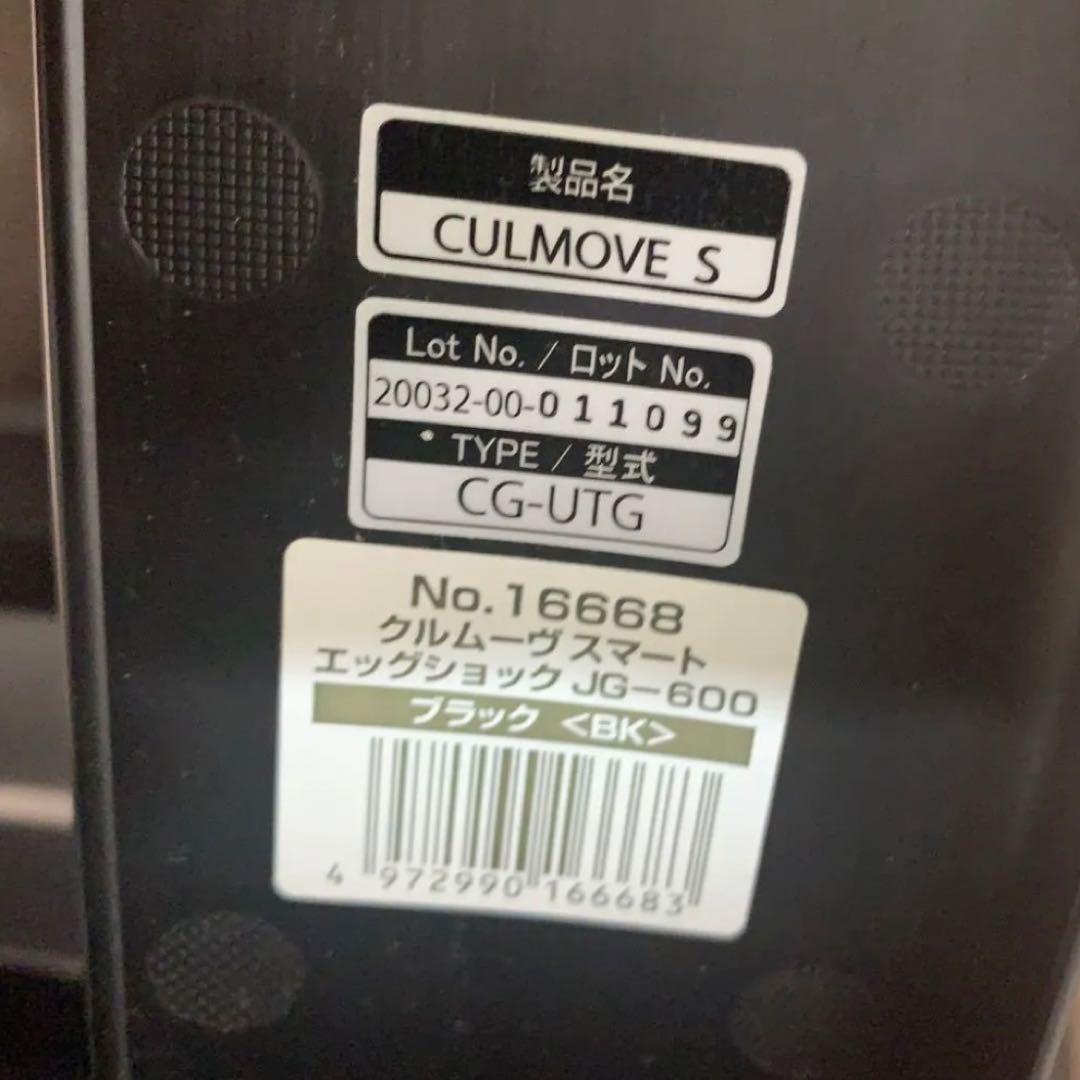 製品名
CULMOVE S
Lot No. / ロット No.
20032-00-011099
TYPE / 型式
CG-UTG
No.16668
クルムーヴ スマート
エッグショック JG-600
ブラック <BK>
4 972990 166683